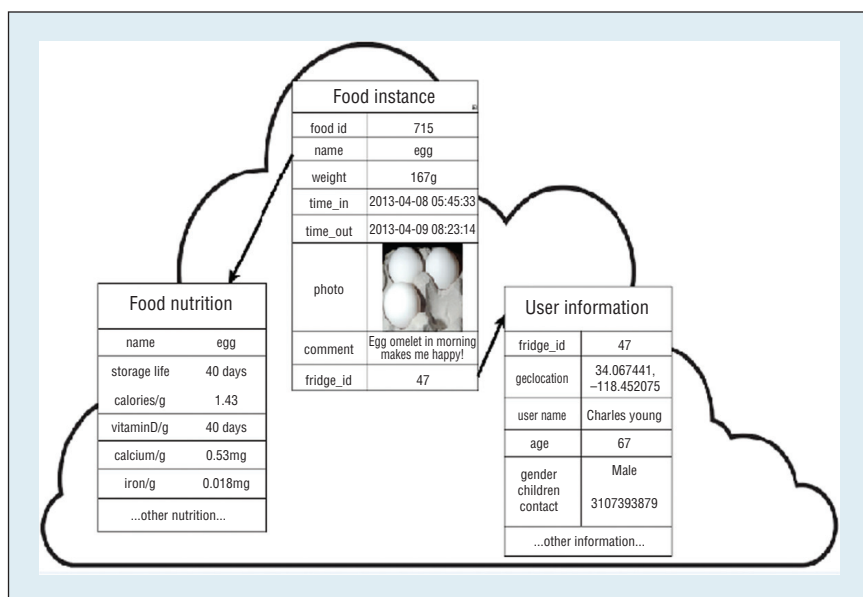 Food instance
food id 715
name egg
weight 167g
time_in 2013-04-08 05:45:33
time_out 2013-04-09 08:23:14
photo
comment Egg omelet in morning
makes me happy!
fridge_id 47
Food nutrition
name egg
storage life 40 days
calories/g 1.43
vitaminD/g 40 days
calcium/g 0.53mg
iron/g 0.018mg
...other nutrition...
User information
fridge_id 47
geclocation 34.067441,
–118.452075
user name Charles young
age 67
gender Male
children
contact 3107393879
...other information...